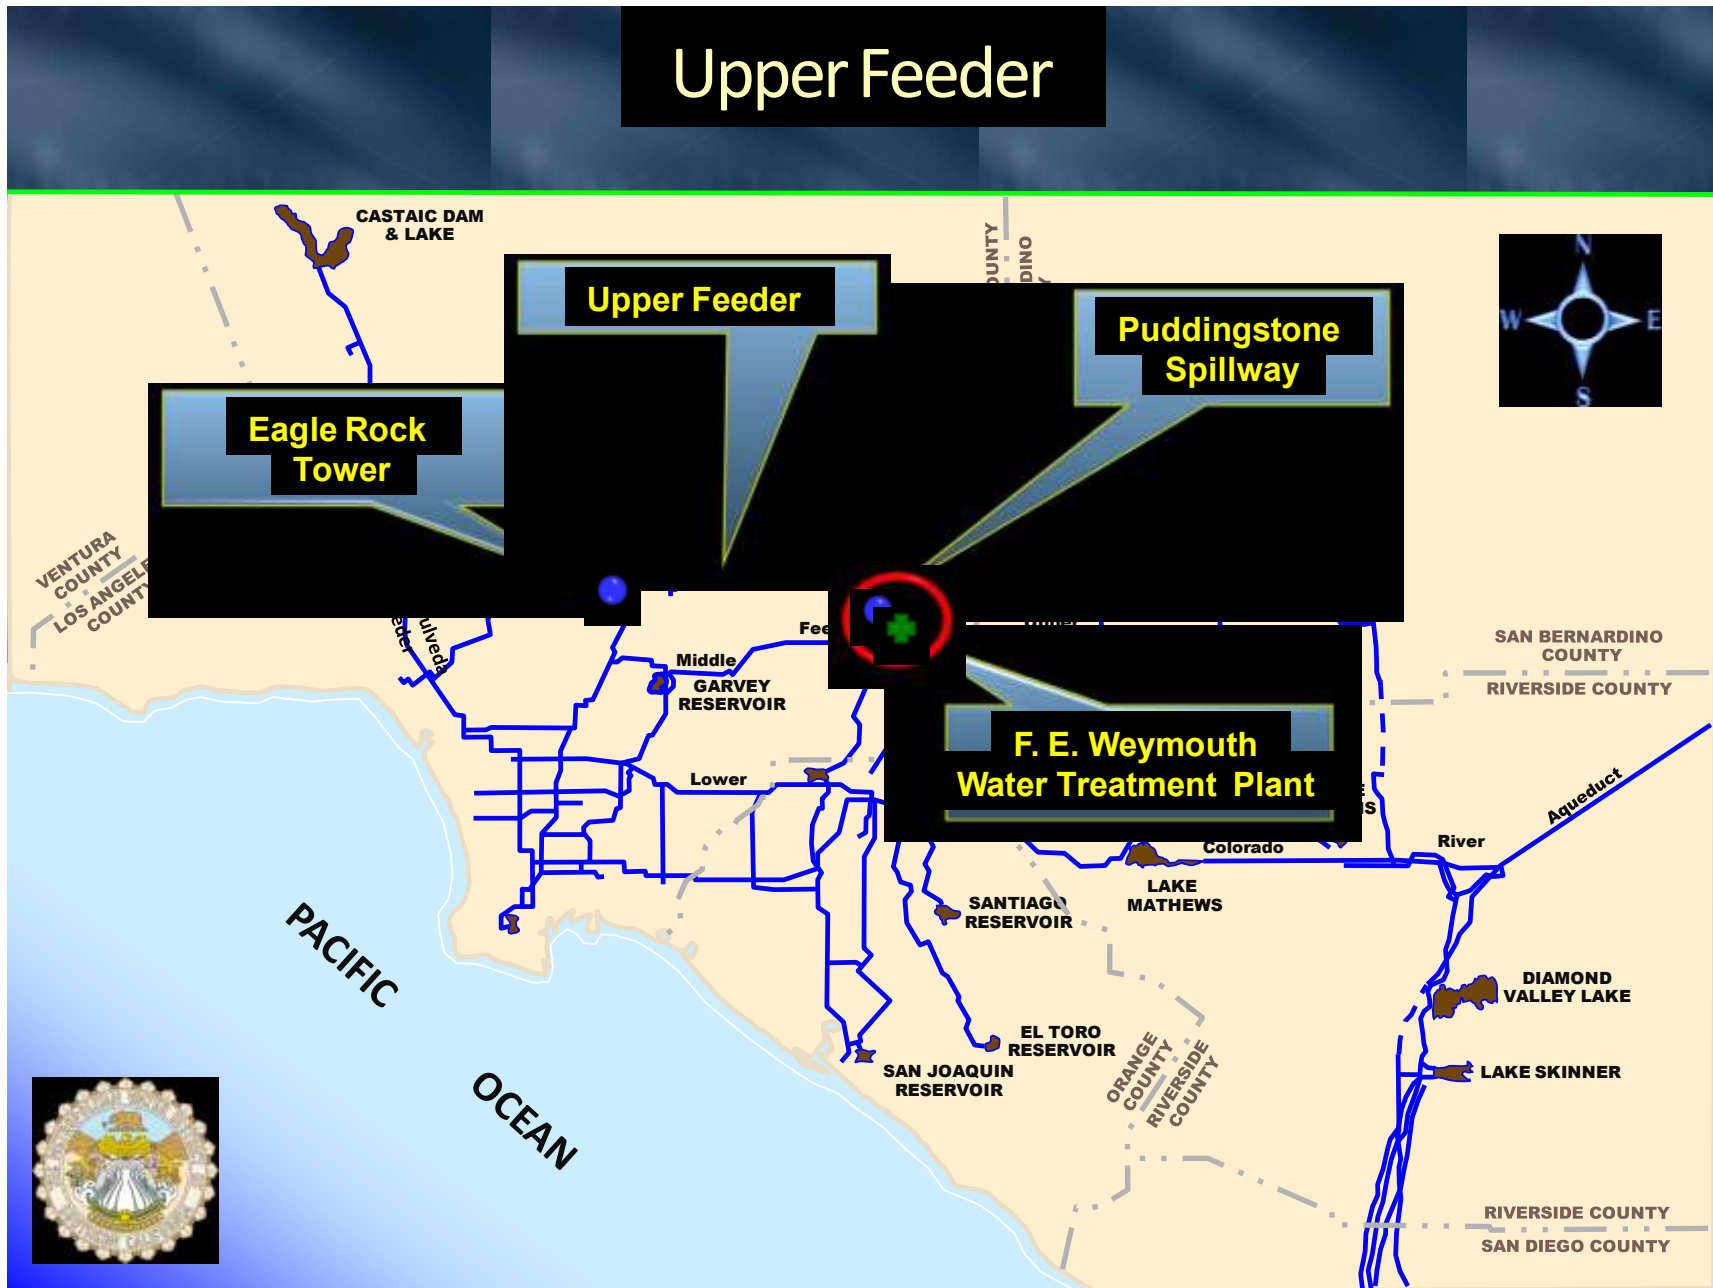 Upper Feeder
CASTAIC DAM
& LAKE
Upper Feeder
Puddingstone
Spillway
N
W
E
S
Eagle Rock
Tower
VENTURA
COUNTY
LOS ANGELE
COUNTY
Middle
GARVEY
RESERVOIR
SAN BERNARDINO
COUNTY
RIVERSIDE COUNTY
F. E. Weymouth
Water Treatment Plant
Lower
Aqueduct
River
Colorado
LAKE
MATHEWS
SANTIAGO
RESERVOIR
PACIFIC
OCEAN
DIAMOND
VALLEY LAKE
EL TORO
RESERVOIR
SAN JOAQUIN
RESERVOIR
ORANGE
COUNTY
RIVERSIDE
COUNTY
LAKE SKINNER
RIVERSIDE COUNTY
SAN DIEGO COUNTY